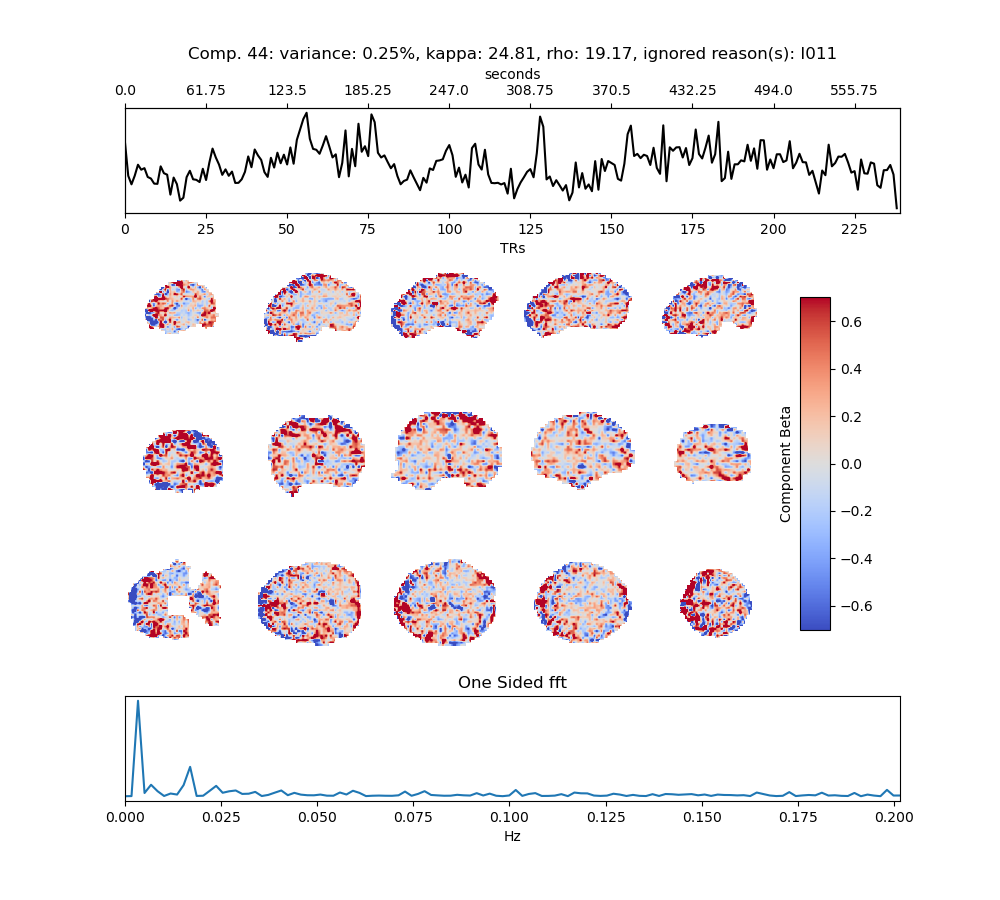 Comp. 44: variance: 0.25%, kappa: 24.81, rho: 19.17, ignored reason(s): I011
seconds
0.0 61.75 123.5 185.25 247.0 308.75 370.5 432.25 494.0 555.75
0 25 50 75 100 125 150 175 200 225
TRs
0.6
0.4
0.2
0.0
−0.2
−0.4
−0.6
Component Beta
One Sided fft
0.000 0.025 0.050 0.075 0.100 0.125 0.150 0.175 0.200
Hz